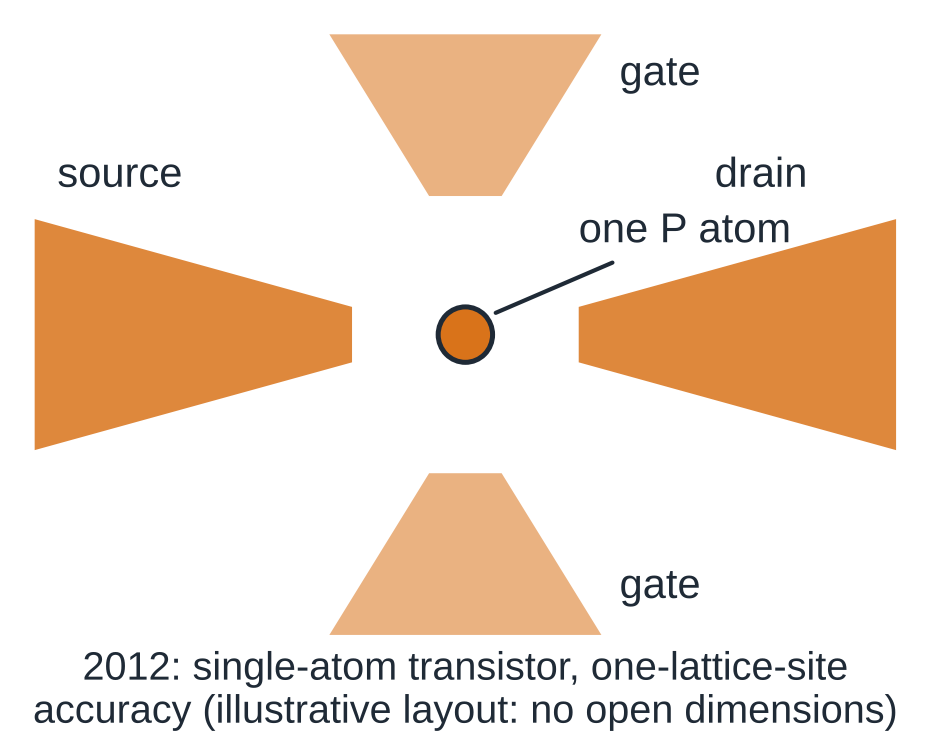 gate
source
drain
one P atom
gate
2012: single-atom transistor, one-lattice-site
accuracy (illustrative layout: no open dimensions)